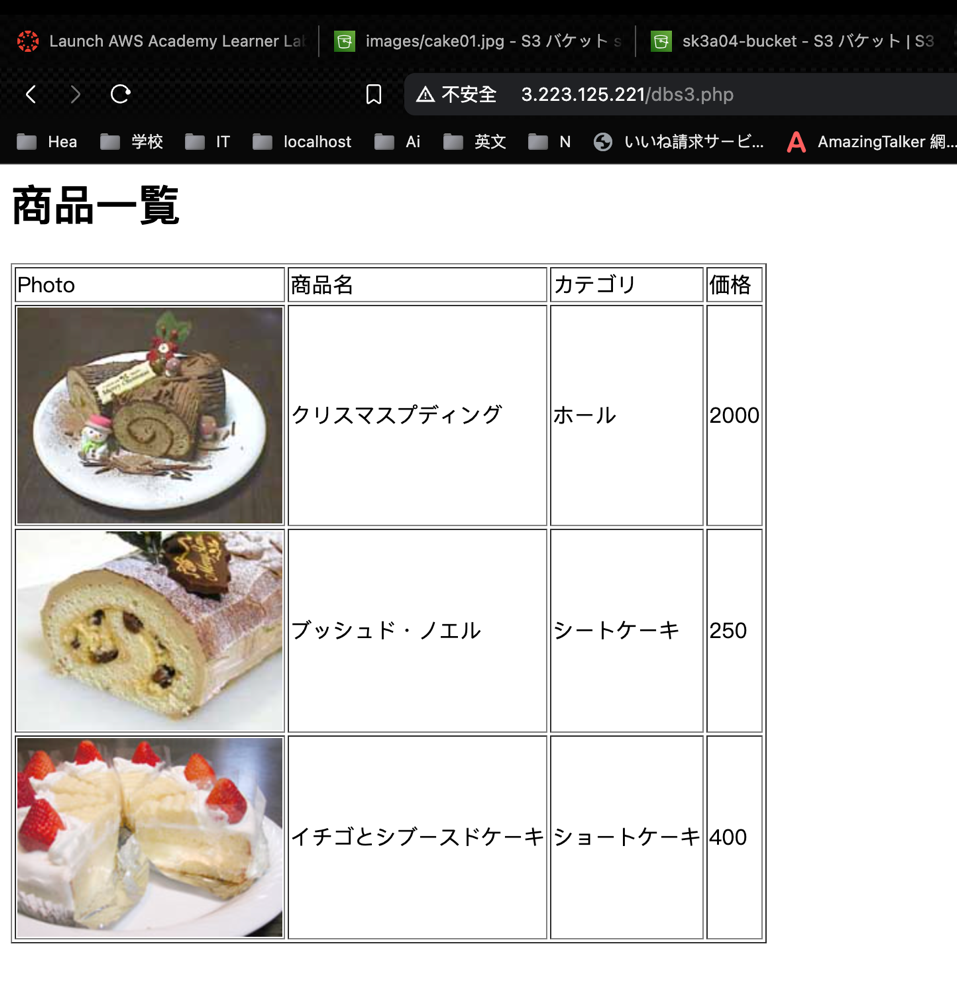 Launch AWS Academy Learner La
images/cake01.jpg - S3 バケット s
sk3a04-bucket - S3 バケット | S3
不安全 3.223.125.221/dbs3.php
Hea 学校 IT localhost Ai 英文 N いいね請求サービ... AmazingTalker 網...
商品一覧
Photo 商品名 カテゴリ 価格
クリスマスプディング ホール 2000
ブッシュド・ノエル シートケーキ 250
イチゴとシブースドケーキ ショートケーキ 400